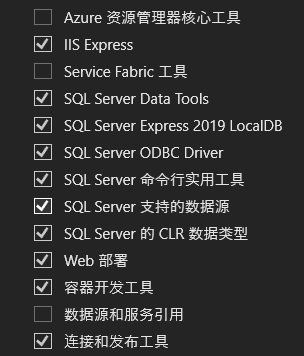 Azure 资源管理器核心工具
IIS Express
Service Fabric 工具
SQL Server Data Tools
SQL Server Express 2019 LocalDB
SQL Server ODBC Driver
SQL Server 命令行实用工具
SQL Server 支持的数据源
SQL Server 的 CLR 数据类型
Web 部署
容器开发工具
数据源和服务引用
连接和发布工具